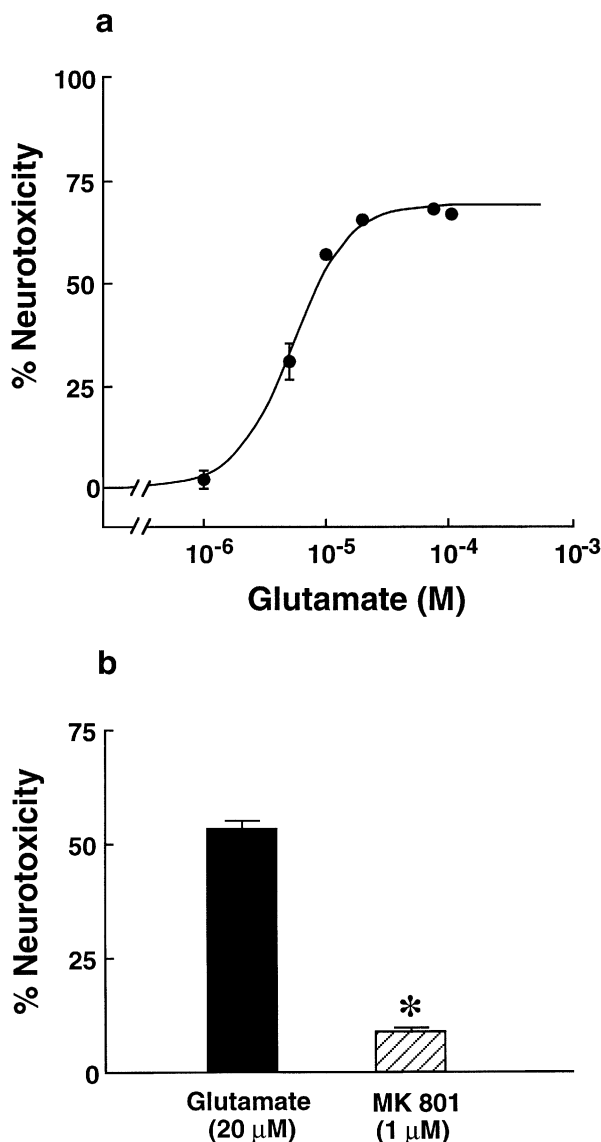 a
100
75
50
25
0
% Neurotoxicity
10-6 10-5 10-4 10-3
Glutamate (M)
b
75
50
25
0
% Neurotoxicity
*
Glutamate MK 801
(20 μM) (1 μM)